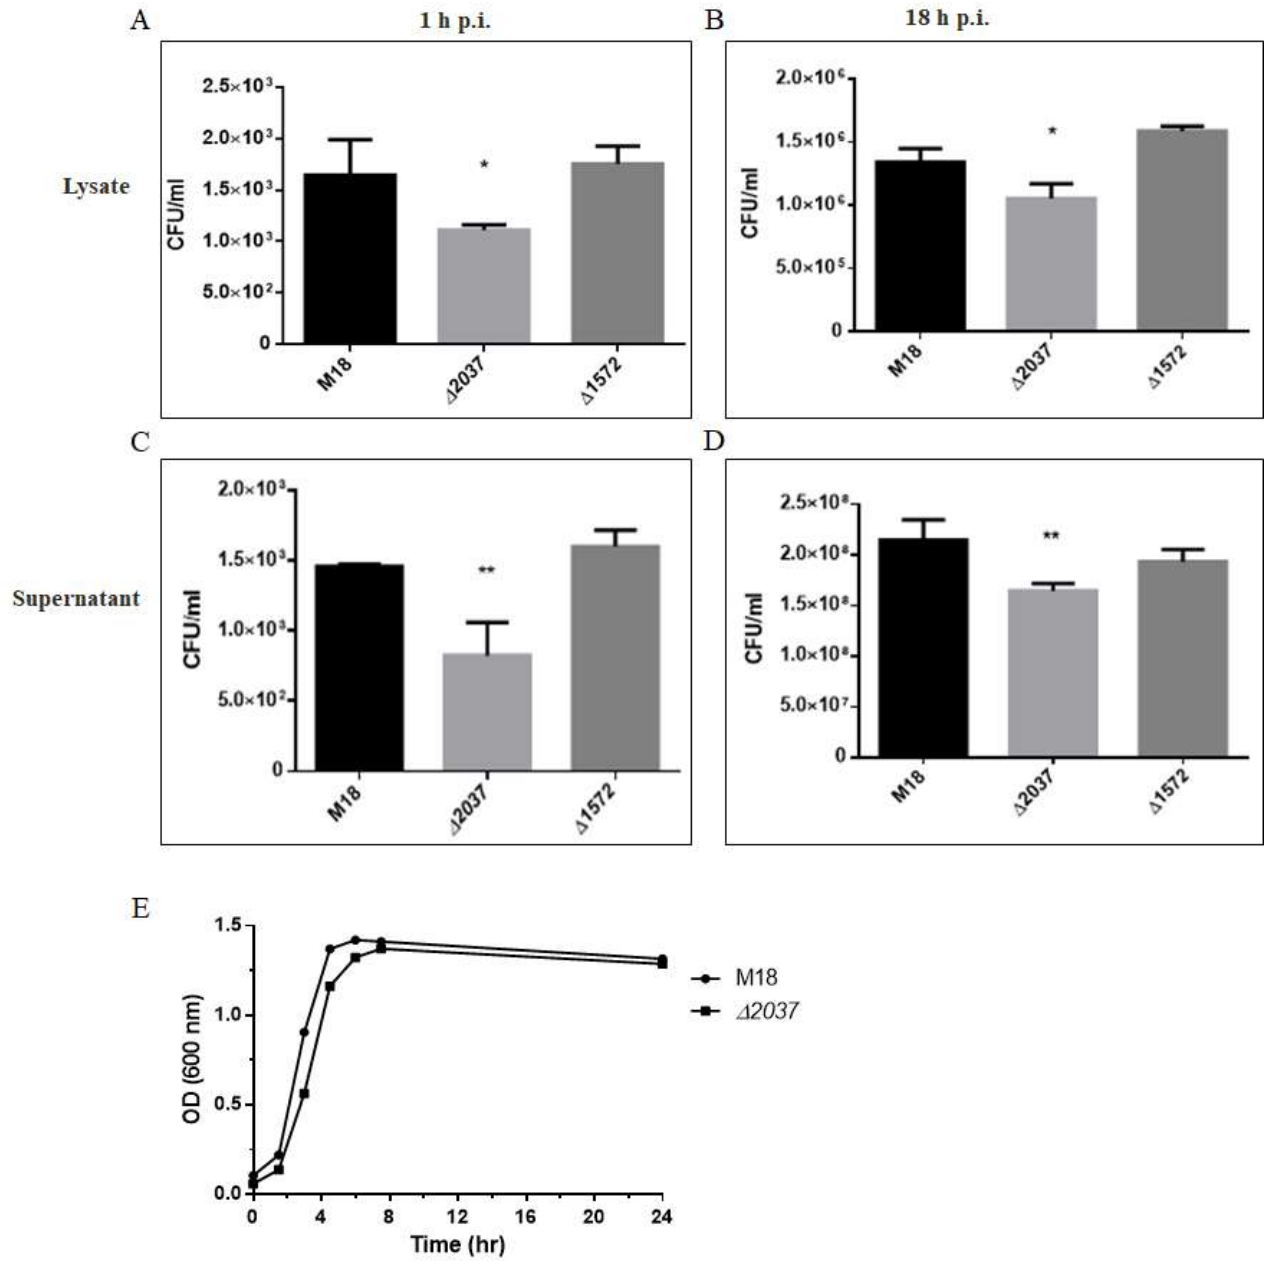 A 1 h p.i.
B 18 h p.i.
Lysate
2.5×10³
2.0×10³
1.5×10³
1.0×10³
5.0×10²
0
CFU/ml
M18 Δ2037 Δ1572
*
2.0×10⁶
1.5×10⁶
1.0×10⁶
5.0×10⁵
0
CFU/ml
M18 Δ2037 Δ1572
*
C
D
Supernatant
2.0×10³
1.5×10³
1.0×10³
5.0×10²
0
CFU/ml
M18 Δ2037 Δ1572
**
2.5×10⁸
2.0×10⁸
1.5×10⁸
1.0×10⁸
5.0×10⁷
0
CFU/ml
M18 Δ2037 Δ1572
**
E
1.5
1.0
0.5
0.0
OD (600 nm)
0 4 8 12 16 20 24
Time (hr)
M18
Δ2037